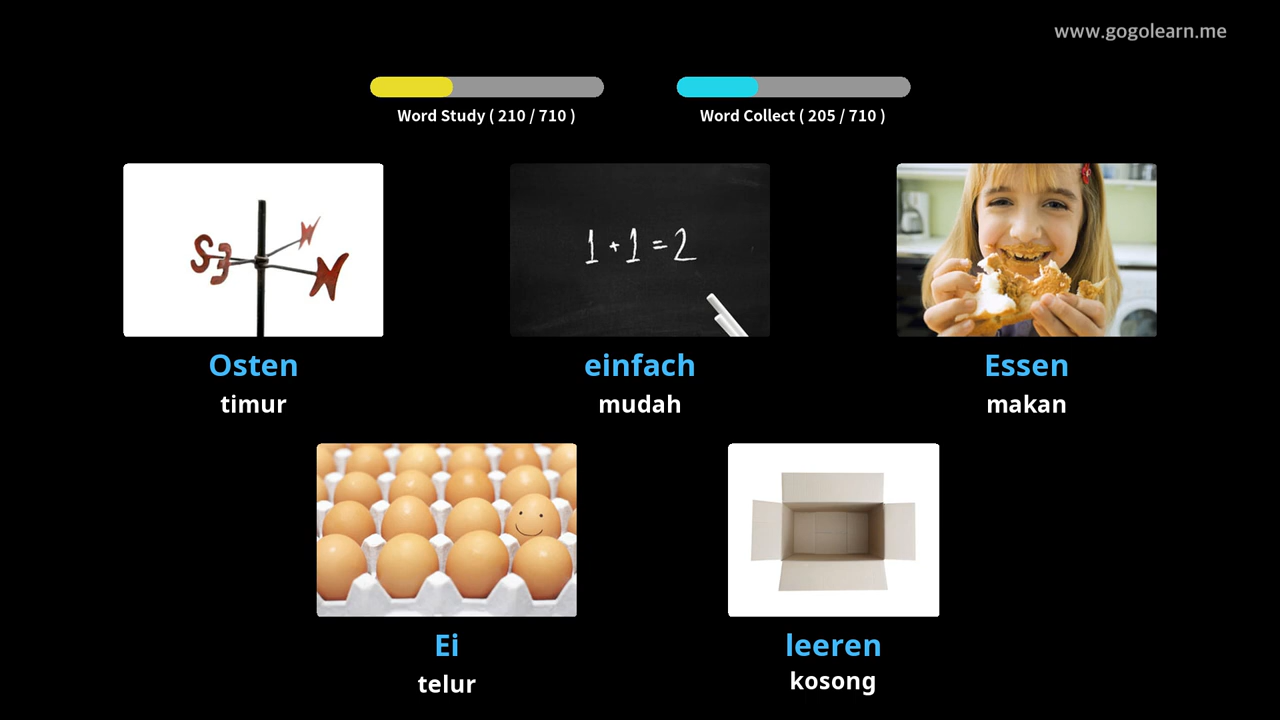 www.gogolearn.me
Word Study ( 210 / 710 )
Word Collect ( 205 / 710 )
S E N N
1 + 1 = 2
Osten
einfach
Essen
timur
mudah
makan
Ei
leeren
telur
kosong